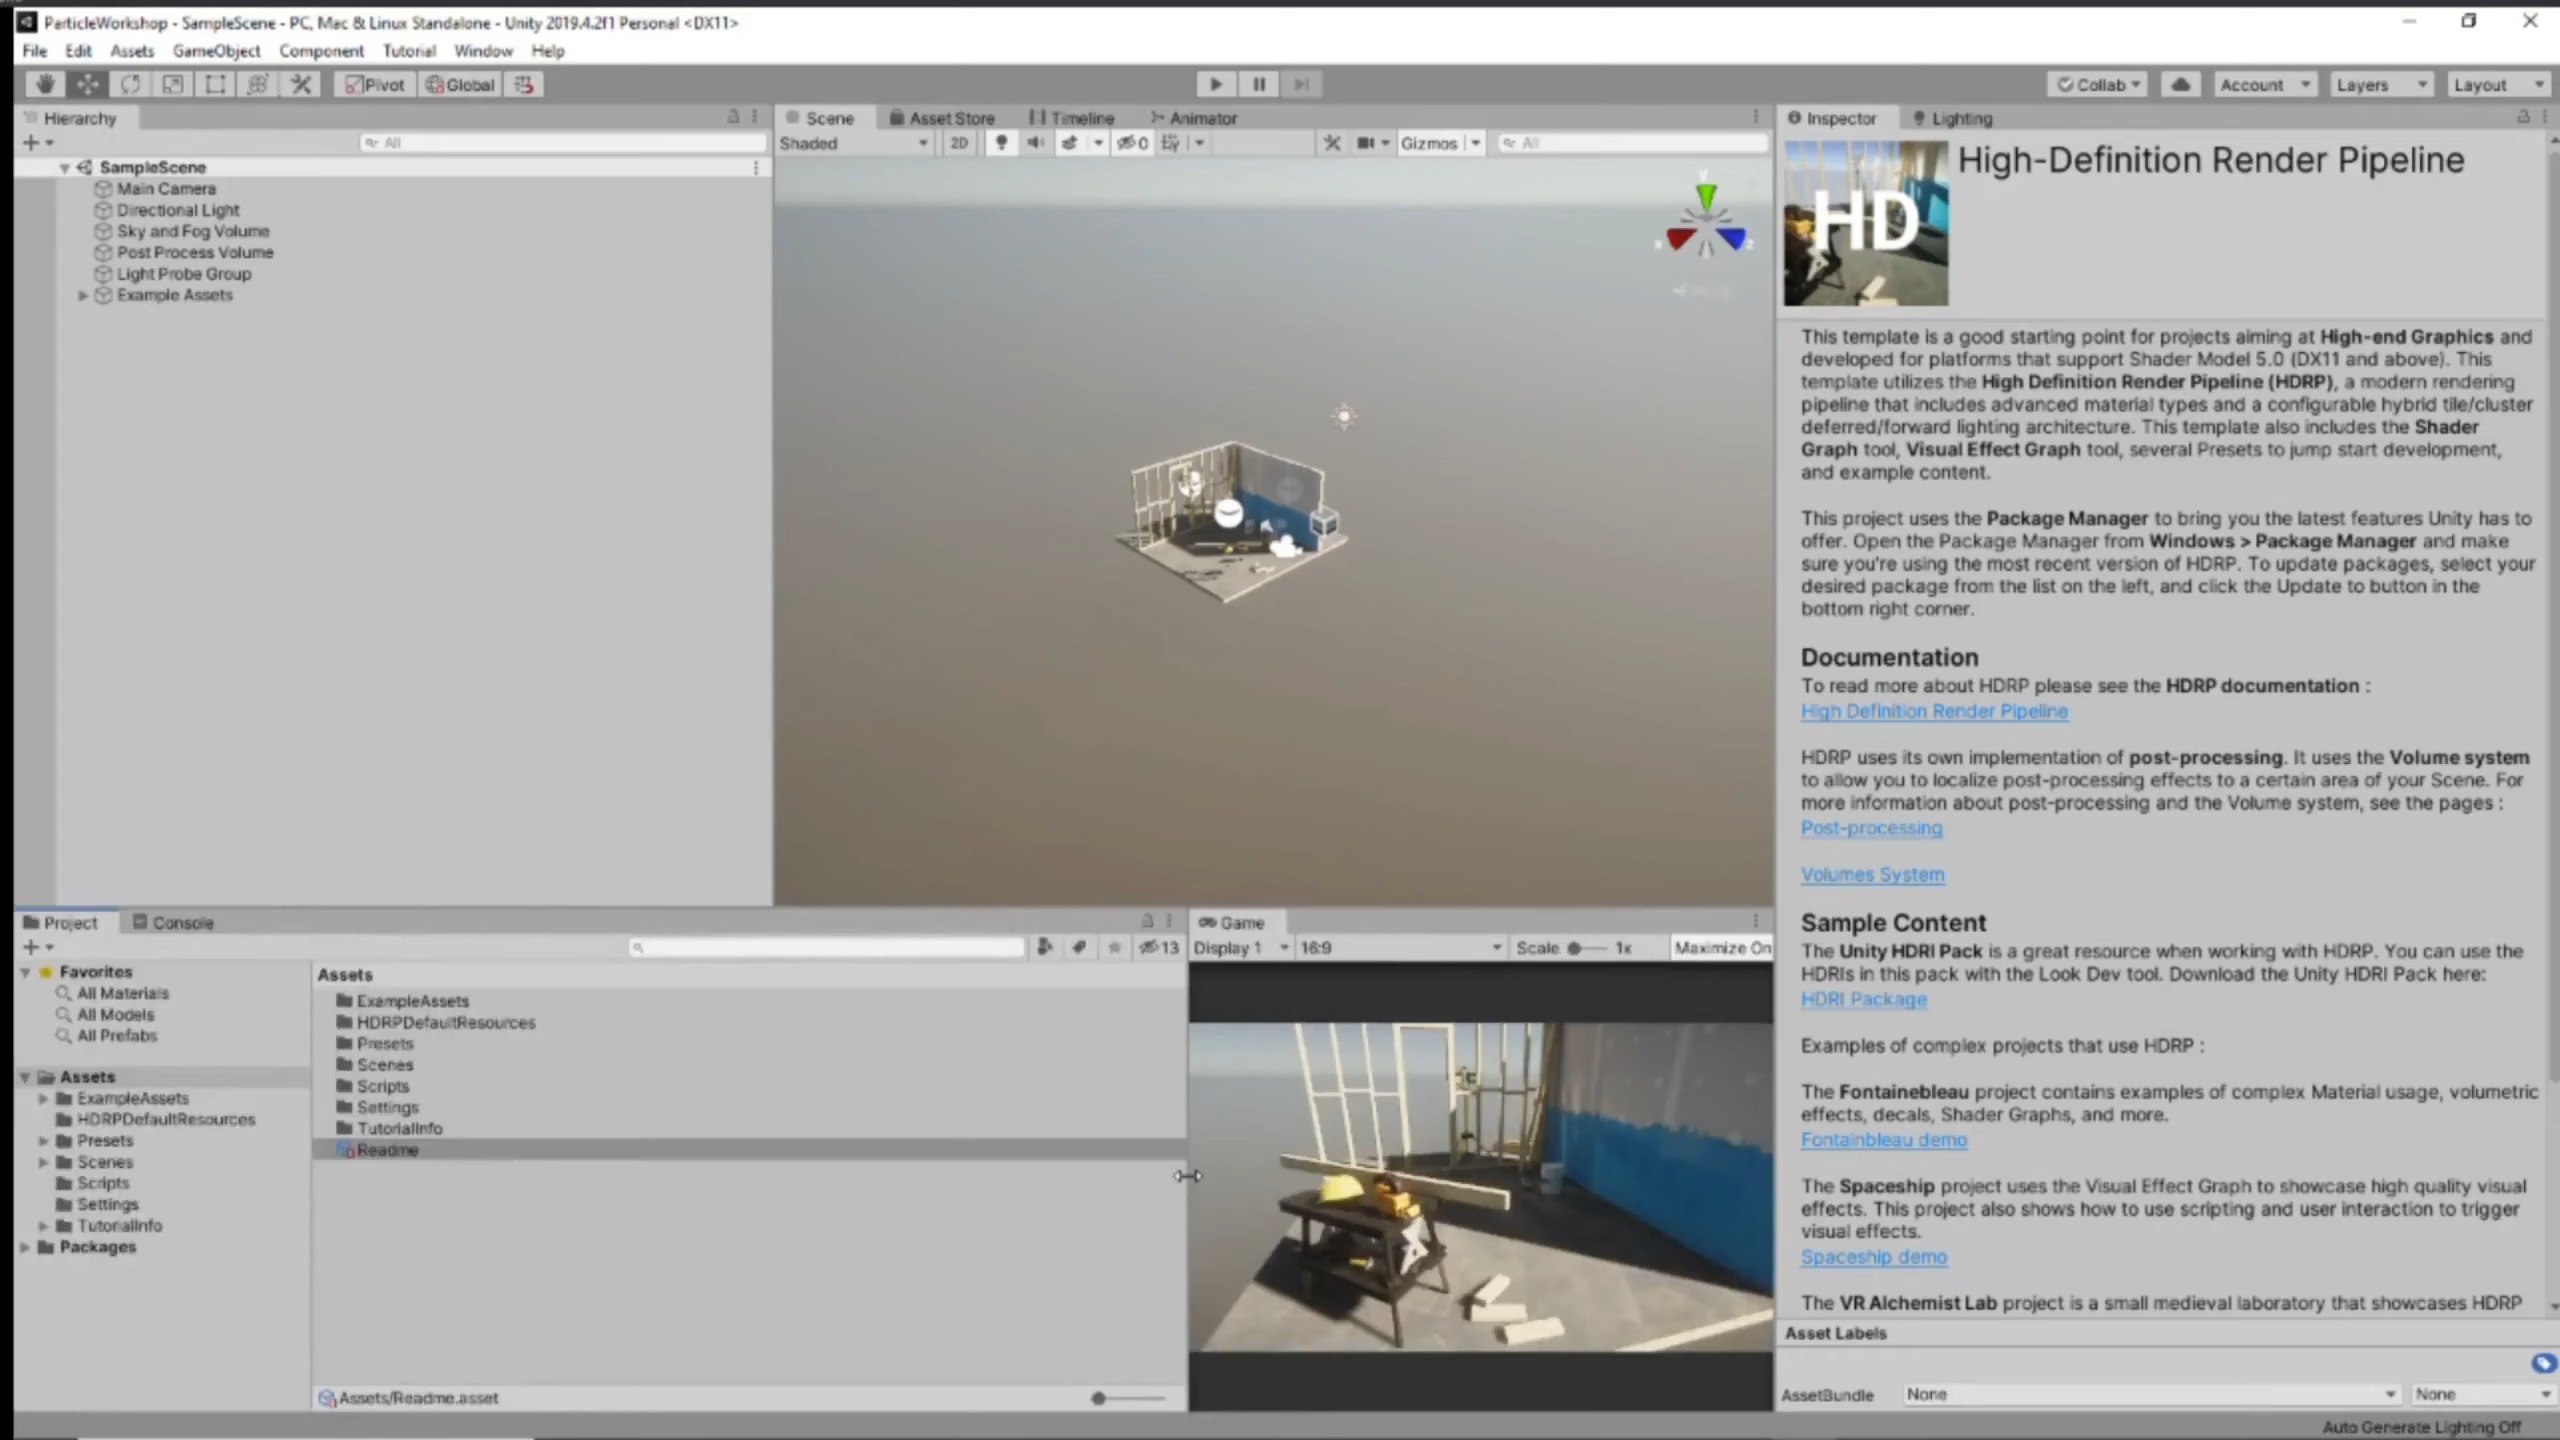 ParticleWorkshop - SampleScene - PC, Mac & Linux Standalone - Unity 2019.4.2f1 Personal <DX11>
File Edit Assets GameObject Component Tutorial Window Help
Pivot Global Collab Account Layers Layout
Hierarchy
All
SampleScene
Main Camera
Directional Light
Sky and Fog Volume
Post Process Volume
Light Probe Group
Example Assets
Scene Asset Store Timeline Animator
Shaded 2D 0 Gizmos All
Y
X
Z
Inspector Lighting
HD
High-Definition Render Pipeline
This template is a good starting point for projects aiming at High-end Graphics and
developed for platforms that support Shader Model 5.0 (DX11 and above). This
template utilizes the High Definition Render Pipeline (HDRP), a modern rendering
pipeline that includes advanced material types and a configurable hybrid tile/cluster
deferred/forward lighting architecture. This template also includes the Shader
Graph tool, Visual Effect Graph tool, several Presets to jump start development,
and example content.
This project uses the Package Manager to bring you the latest features Unity has to
offer. Open the Package Manager from Windows > Package Manager and make
sure you're using the most recent version of HDRP. To update packages, select your
desired package from the list on the left, and click the Update to button in the
bottom right corner.
Documentation
To read more about HDRP please see the HDRP documentation :
High Definition Render Pipeline
HDRP uses its own implementation of post-processing. It uses the Volume system
to allow you to localize post-processing effects to a certain area of your Scene. For
more information about post-processing and the Volume system, see the pages :
Post-processing
Volumes System
Sample Content
The Unity HDRI Pack is a great resource when working with HDRP. You can use the
HDRIs in this pack with the Look Dev tool. Download the Unity HDRI Pack here:
HDRI Package
Examples of complex projects that use HDRP :
The Fontainebleau project contains examples of complex Material usage, volumetric
effects, decals, Shader Graphs, and more.
Fontainbleau demo
The Spaceship project uses the Visual Effect Graph to showcase high quality visual
effects. This project also shows how to use scripting and user interaction to trigger
visual effects.
Spaceship demo
The VR Alchemist Lab project is a small medieval laboratory that showcases HDRP
Asset Labels
AssetBundle None None
Project Console
13
Favorites
All Materials
All Models
All Prefabs
Assets
ExampleAssets
HDRPDefaultResources
Presets
Scenes
Scripts
Settings
TutorialInfo
Packages
Assets
ExampleAssets
HDRPDefaultResources
Presets
Scenes
Scripts
Settings
TutorialInfo
Readme
Assets/Readme.asset
Game
Display 1 16:9 Scale 1x Maximize On
Auto Generate Lighting Off